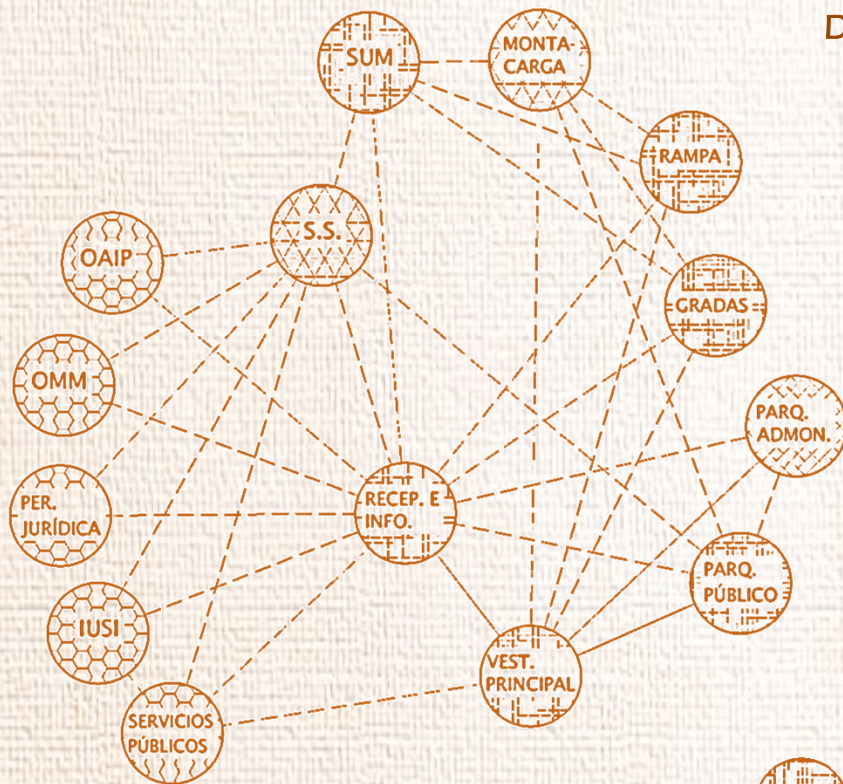 D
SUM
MONTA-
CARGA
RAMPA
S.S.
OAIP
GRADAS
OMM
PARQ.
ADMON.
PER.
JURÍDICA
RECEP. E
INFO.
PARQ.
PÚBLICO
IUSI
VEST.
PRINCIPAL
SERVICIOS
PÚBLICOS